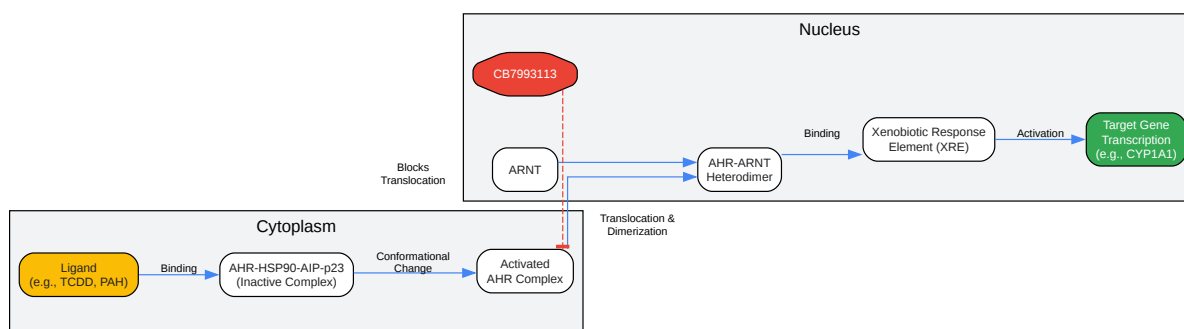 Nucleus
CB7993113
ARNT
AHR-ARNT
Heterodimer
Binding
Xenobiotic Response
Element (XRE)
Activation
Target Gene
Transcription
(e.g., CYP1A1)
Blocks
Translocation
Translocation &
Dimerization
Cytoplasm
Ligand
(e.g., TCDD, PAH)
Binding
AHR-HSP90-AIP-p23
(Inactive Complex)
Conformational
Change
Activated
AHR Complex